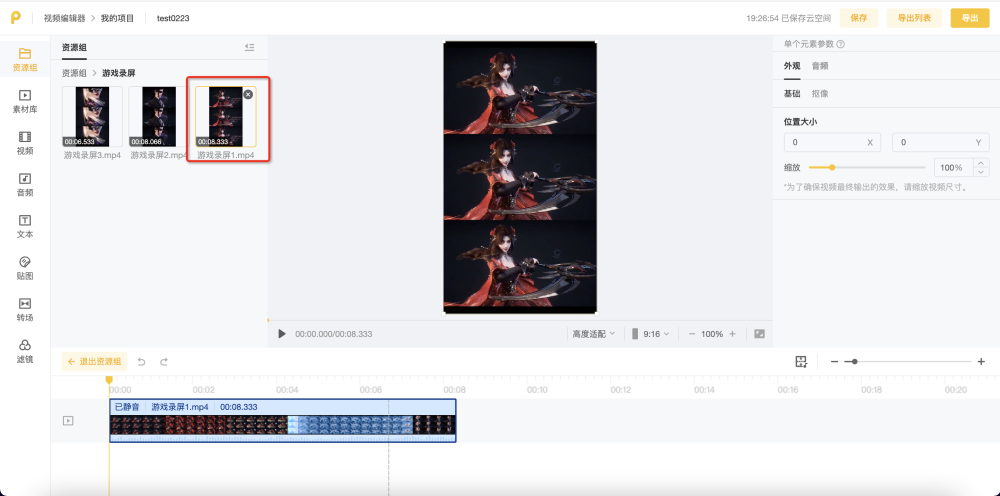 视频编辑器 > 我的项目 test0223
19:26:54 已保存云空间 保存 导出列表 导出
资源组
素材库
视频
音频
文本
贴图
转场
滤镜
资源组
资源组 > 游戏录屏
00:06.533
00:08.066
00:08.333
游戏录屏3.mp4
游戏录屏2.mp4
游戏录屏1.mp4
00:00.000/00:08.333 高度适配 9:16 100%
单个元素参数
外观 音频
基础 抠像
位置大小
0 X 0 Y
缩放 100%
*为了确保视频最终输出的效果，请缩放视频尺寸。
← 退出资源组
00:00 00:02 00:04 00:06 00:08 00:10 00:12 00:14 00:16 00:18 00:20
已静音 游戏录屏1.mp4 00:08.333